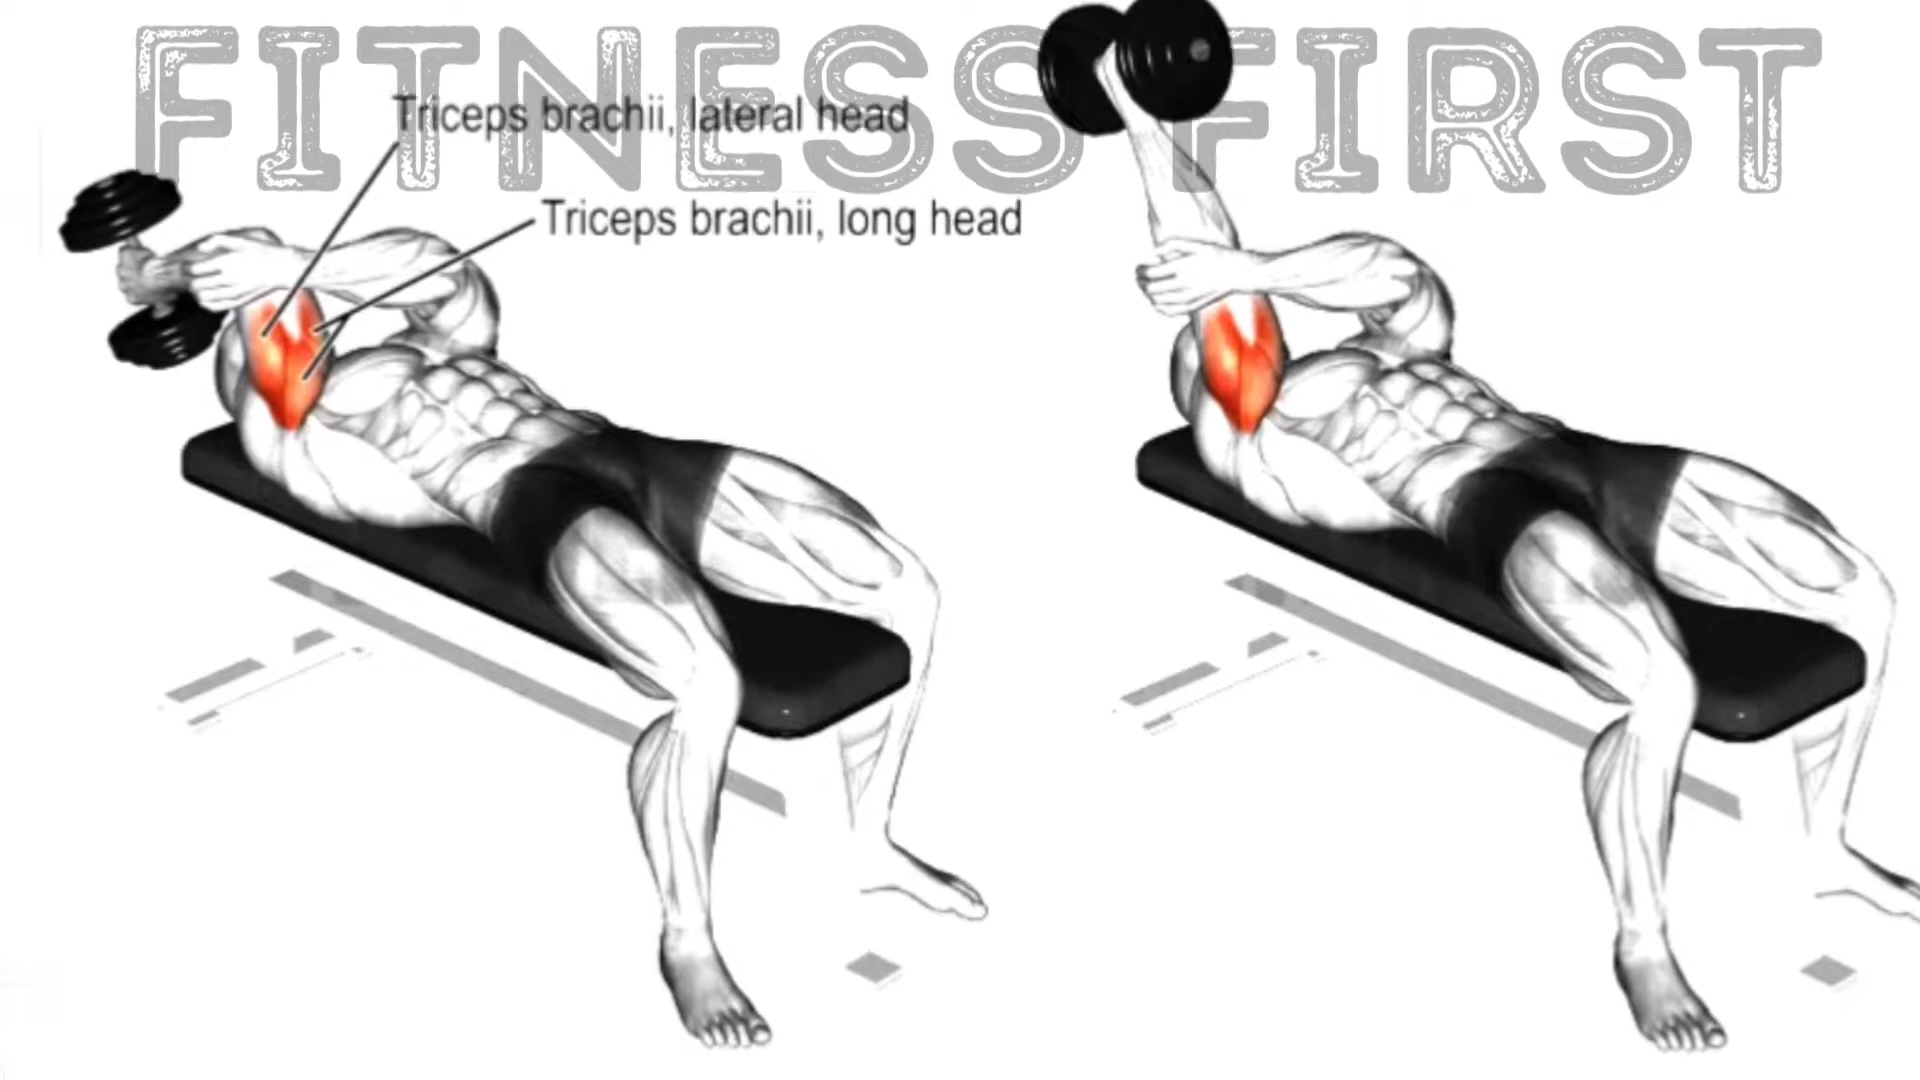 FITNESS FIRST
Triceps brachii, lateral head
Triceps brachii, long head